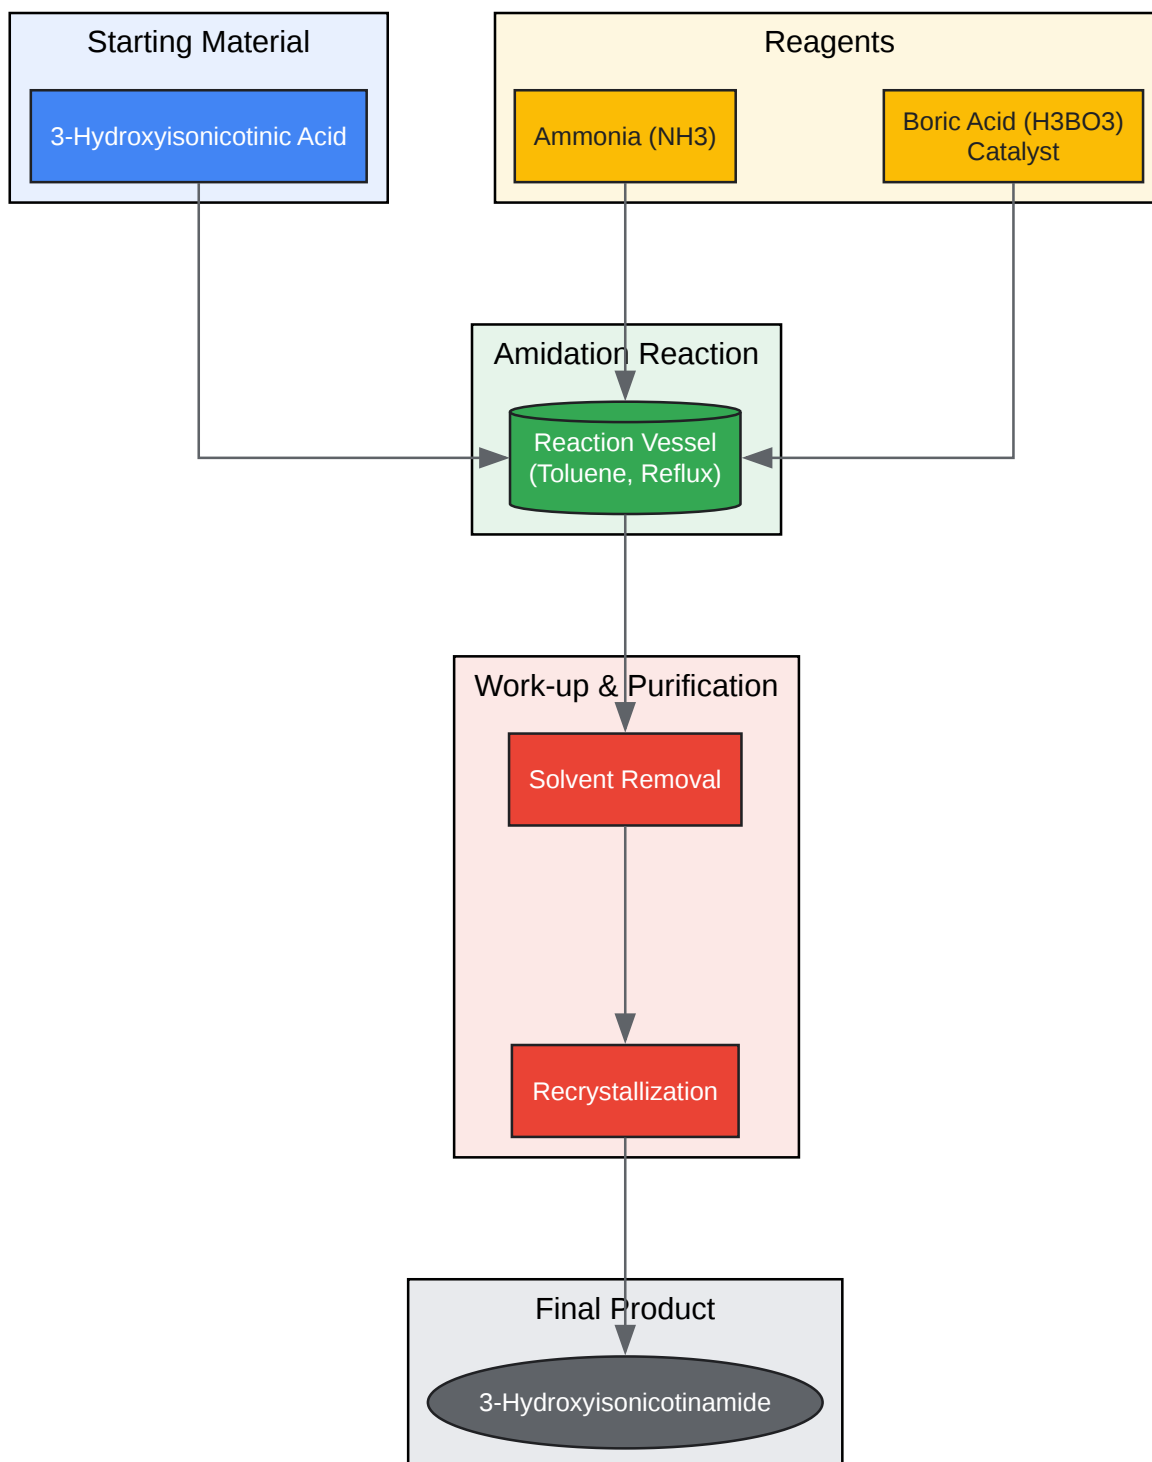 Starting Material
3-Hydroxyisonicotinic Acid
Reagents
Ammonia (NH3)
Boric Acid (H3BO3)
Catalyst
Amidation Reaction
Reaction Vessel
(Toluene, Reflux)
Work-up & Purification
Solvent Removal
Recrystallization
Final Product
3-Hydroxyisonicotinamide